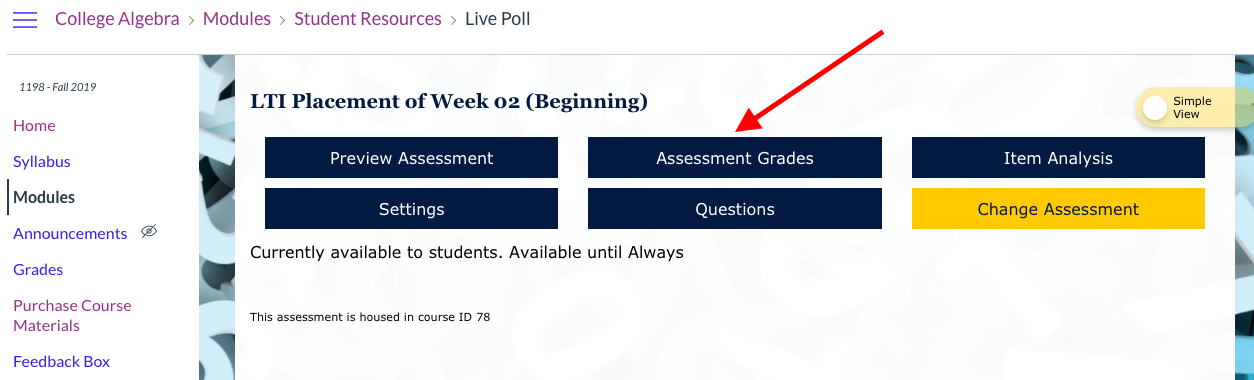 College Algebra > Modules > Student Resources > Live Poll
1198 - Fall 2019
Home
Syllabus
Modules
Announcements
Grades
Purchase Course
Materials
Feedback Box
LTI Placement of Week 02 (Beginning)
Simple
View
Preview Assessment
Assessment Grades
Item Analysis
Settings
Questions
Change Assessment
Currently available to students. Available until Always
This assessment is housed in course ID 78